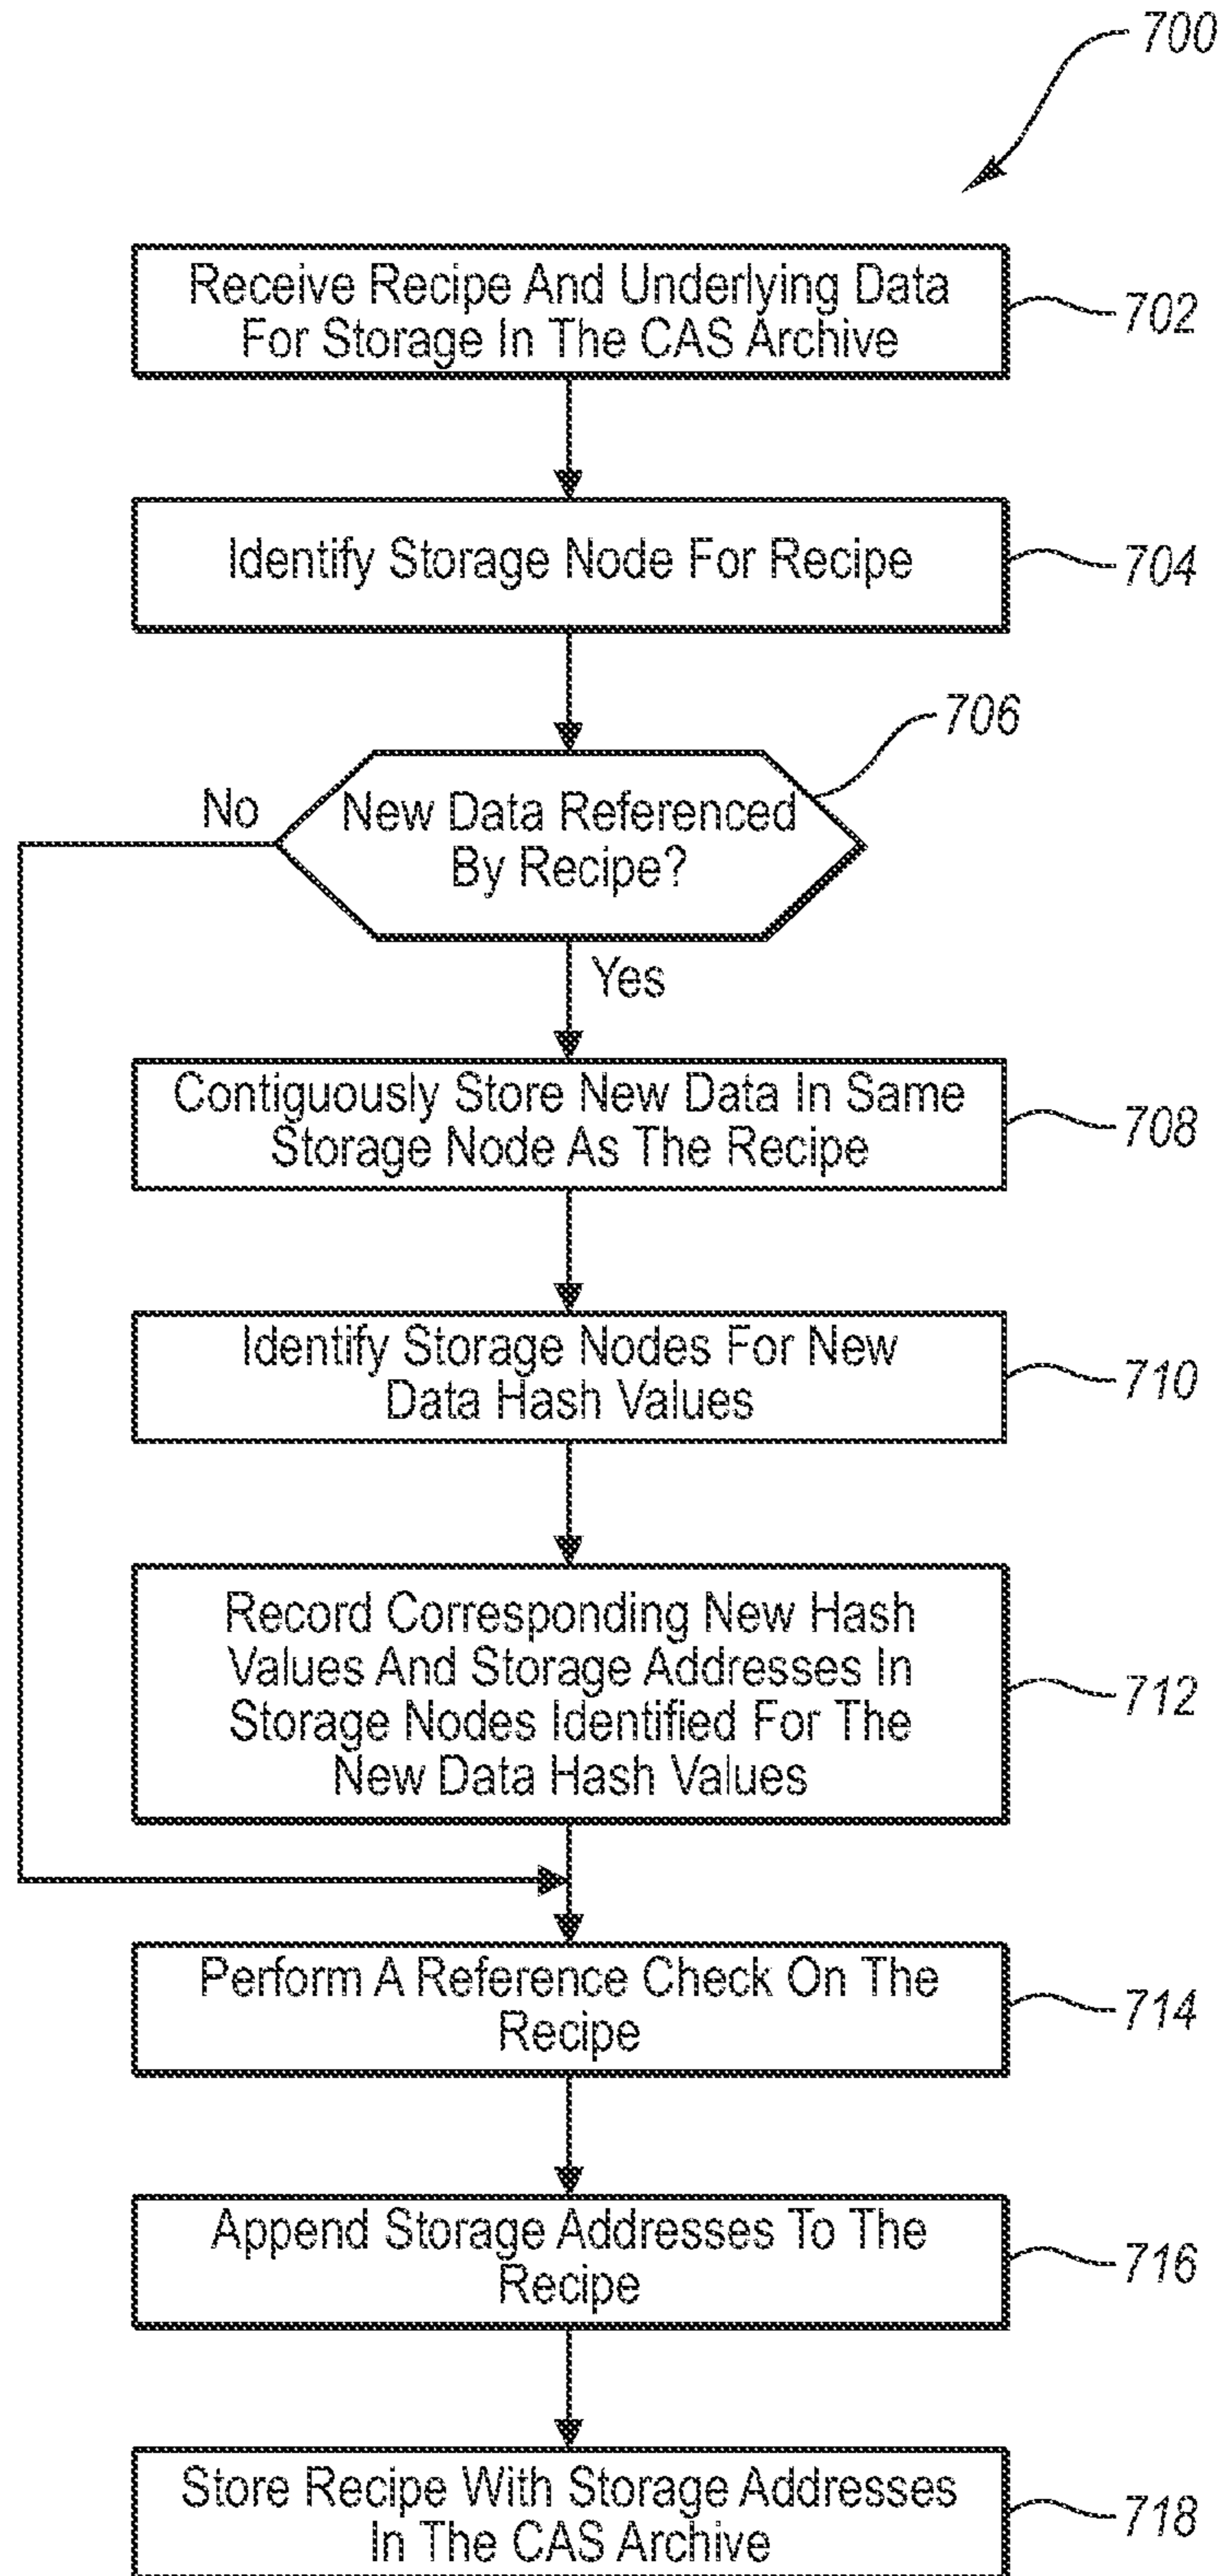 700
Receive Recipe And Underlying Data
For Storage In The CAS Archive
702
Identify Storage Node For Recipe
704
706
No
New Data Referenced
By Recipe?
Yes
Contiguously Store New Data In Same
Storage Node As The Recipe
708
Identify Storage Nodes For New
Data Hash Values
710
Record Corresponding New Hash
Values And Storage Addresses In
Storage Nodes Identified For The
New Data Hash Values
712
Perform A Reference Check On The
Recipe
714
Append Storage Addresses To The
Recipe
716
Store Recipe With Storage Addresses
In The CAS Archive
718